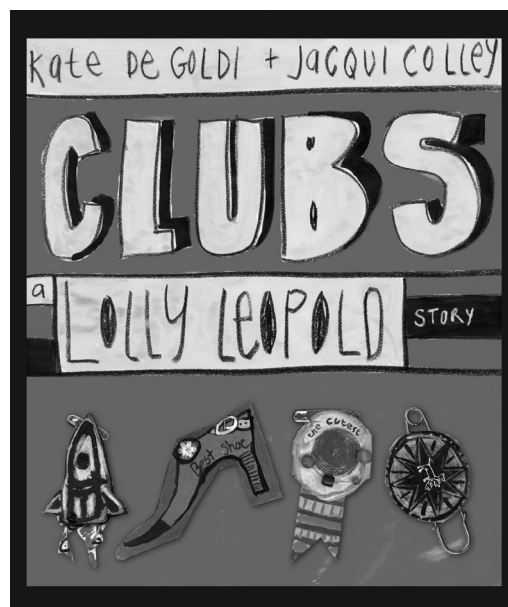 Kate De Goldi + Jacqui Colley
CLUBS
a
Lolly Leopold
STORY
Best Shoe
the cutest